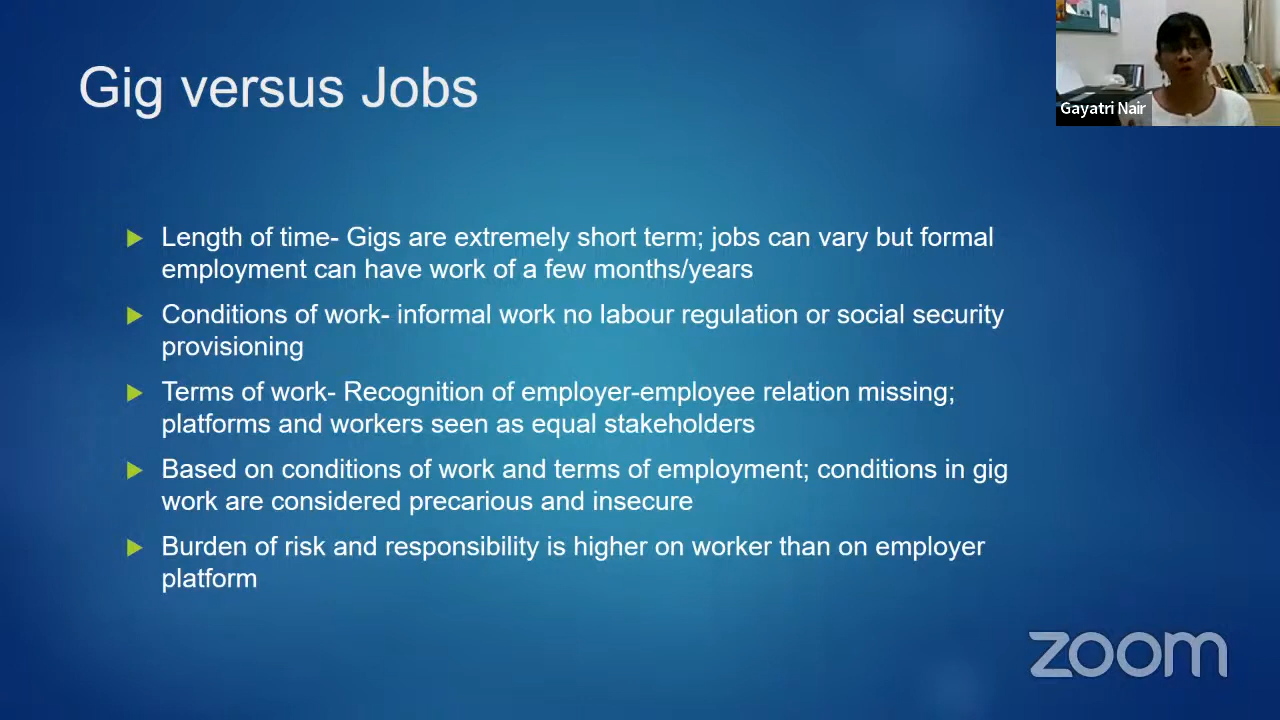 Gig versus Jobs
Gayatri Nair
Length of time- Gigs are extremely short term; jobs can vary but formal
employment can have work of a few months/years
Conditions of work- informal work no labour regulation or social security
provisioning
Terms of work- Recognition of employer-employee relation missing;
platforms and workers seen as equal stakeholders
Based on conditions of work and terms of employment; conditions in gig
work are considered precarious and insecure
Burden of risk and responsibility is higher on worker than on employer
platform
zoom